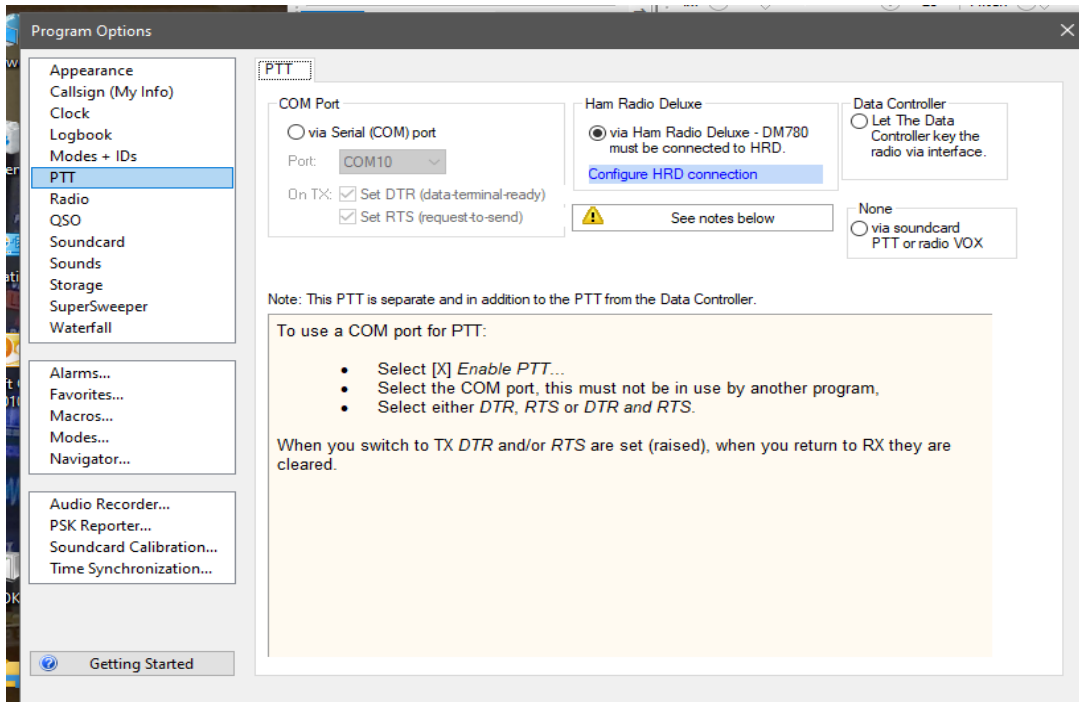 Program Options
Appearance
Callsign (My Info)
Clock
Logbook
Modes + IDs
PTT
Radio
QSO
Soundcard
Sounds
Storage
SuperSweeper
Waterfall
Alarms...
Favorites...
Macros...
Modes...
Navigator...
Audio Recorder...
PSK Reporter...
Soundcard Calibration...
Time Synchronization...
Getting Started
PTT
COM Port
via Serial (COM) port
Port: COM10
On TX: Set DTR (data-terminal-ready)
Set RTS (request-to-send)
Ham Radio Deluxe
via Ham Radio Deluxe - DM780
must be connected to HRD.
Configure HRD connection
See notes below
Data Controller
Let The Data
Controller key the
radio via interface.
None
via soundcard
PTT or radio VOX
Note: This PTT is separate and in addition to the PTT from the Data Controller.
To use a COM port for PTT:
• Select [X] Enable PTT...
• Select the COM port, this must not be in use by another program,
• Select either DTR, RTS or DTR and RTS.
When you switch to TX DTR and/or RTS are set (raised), when you return to RX they are
cleared.